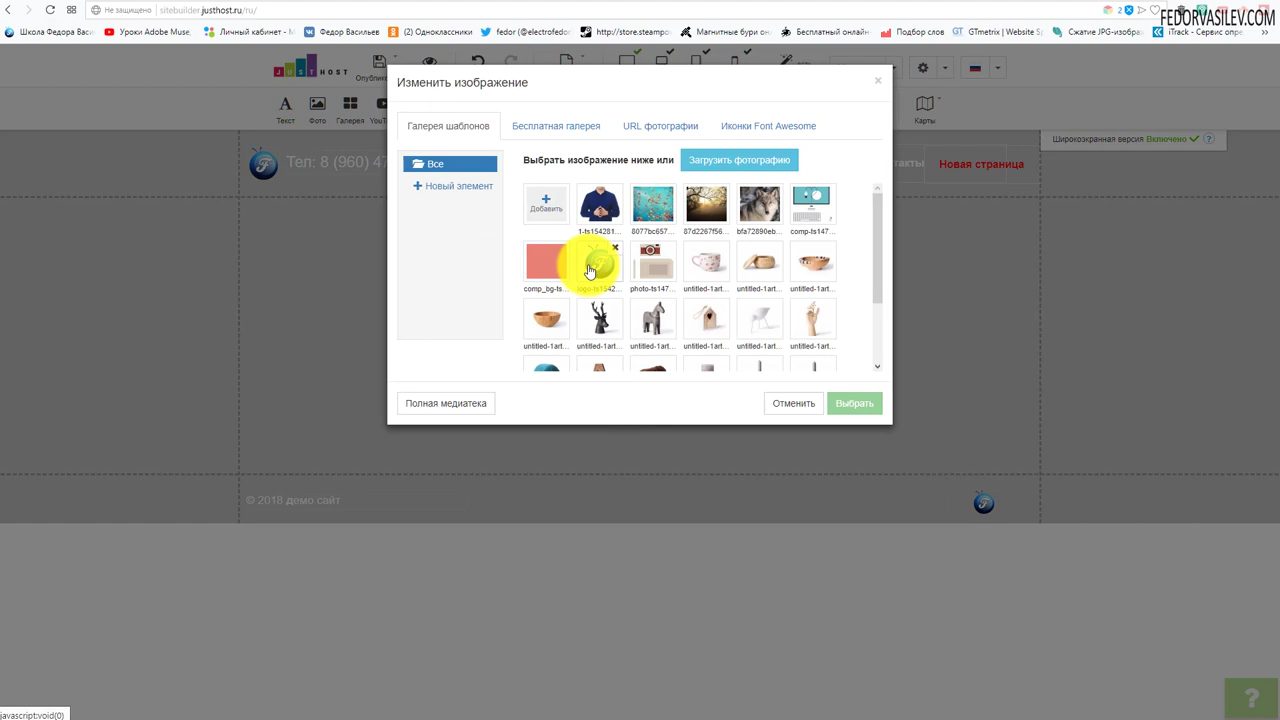 Не защищено sitebuilder.justhost.ru/ru/
2
FEDORVASILEV.COM
Школа Федора Васи
Уроки Adobe Muse,
Личный кабинет - М
Федор Васильев
(2) Одноклассники
fedor (@electrofedor
http://store.steampo
Магнитные бури он
Бесплатный онлайн
Подбор слов
GTmetrix | Website S
Сжатие JPG-изобра
iTrack - Сервис опре
JUSTHOST
Опублик
Изменить изображение
×
Текст
Фото
Галерея
YouT
Карты
Галерея шаблонов
Бесплатная галерея
URL фотографии
Иконки Font Awesome
Широкоэкранная версия Включено
?
Тел: 8 (960) 47
нтакты
Новая страница
Все
Новый элемент
Выбрать изображение ниже или
Загрузить фотографию
Добавить
1-ts154281...
8077bc657...
87d2267f56...
bfa72890eb...
comp-ts147...
comp_bg-ts...
logo-ts1542...
photo-ts147...
untitled-1art...
untitled-1art...
untitled-1art...
untitled-1art...
untitled-1art...
untitled-1art...
untitled-1art...
untitled-1art...
untitled-1art...
Полная медиатека
Отменить
Выбрать
© 2018 демо сайт
?
javascript:void(0)